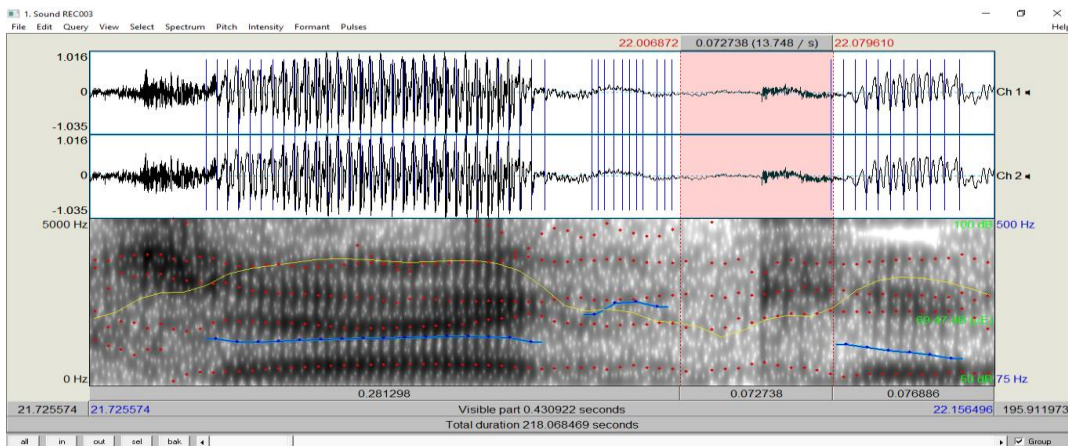 1. Sound REC003
File Edit Query View Select Spectrum Pitch Intensity Formant Pulses Help
22.006872 0.072738 (13.748 / s) 22.079610
1.016
0
-1.035
Ch 1
1.016
0
-1.035
Ch 2
5000 Hz 100 dB 500 Hz
0 Hz 50 dB 75 Hz
0.281298 0.072738 0.076886
21.725574 21.725574 Visible part 0.430922 seconds 22.156496 195.911973
Total duration 218.068469 seconds
all in out sel bak Group